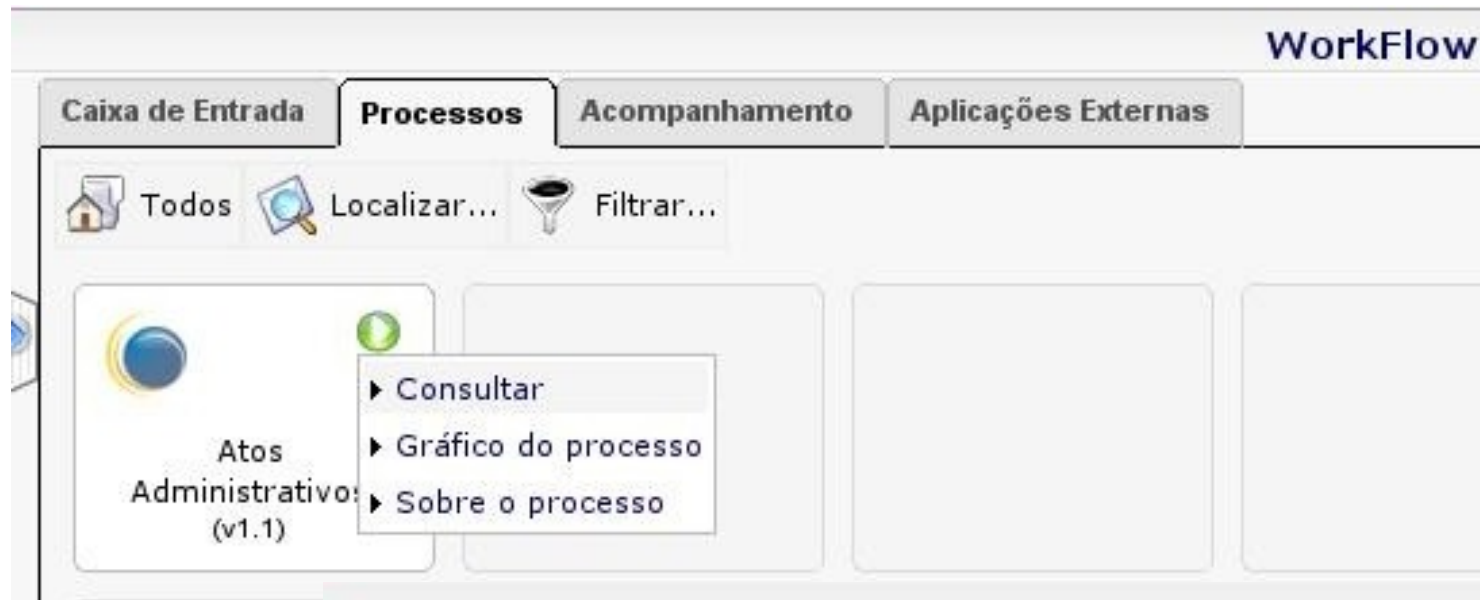 WorkFlow
Caixa de Entrada
Processos
Acompanhamento
Aplicações Externas
Todos
Localizar...
Filtrar...
Consultar
Gráfico do processo
Sobre o processo
Atos
Administrativos
(v1.1)